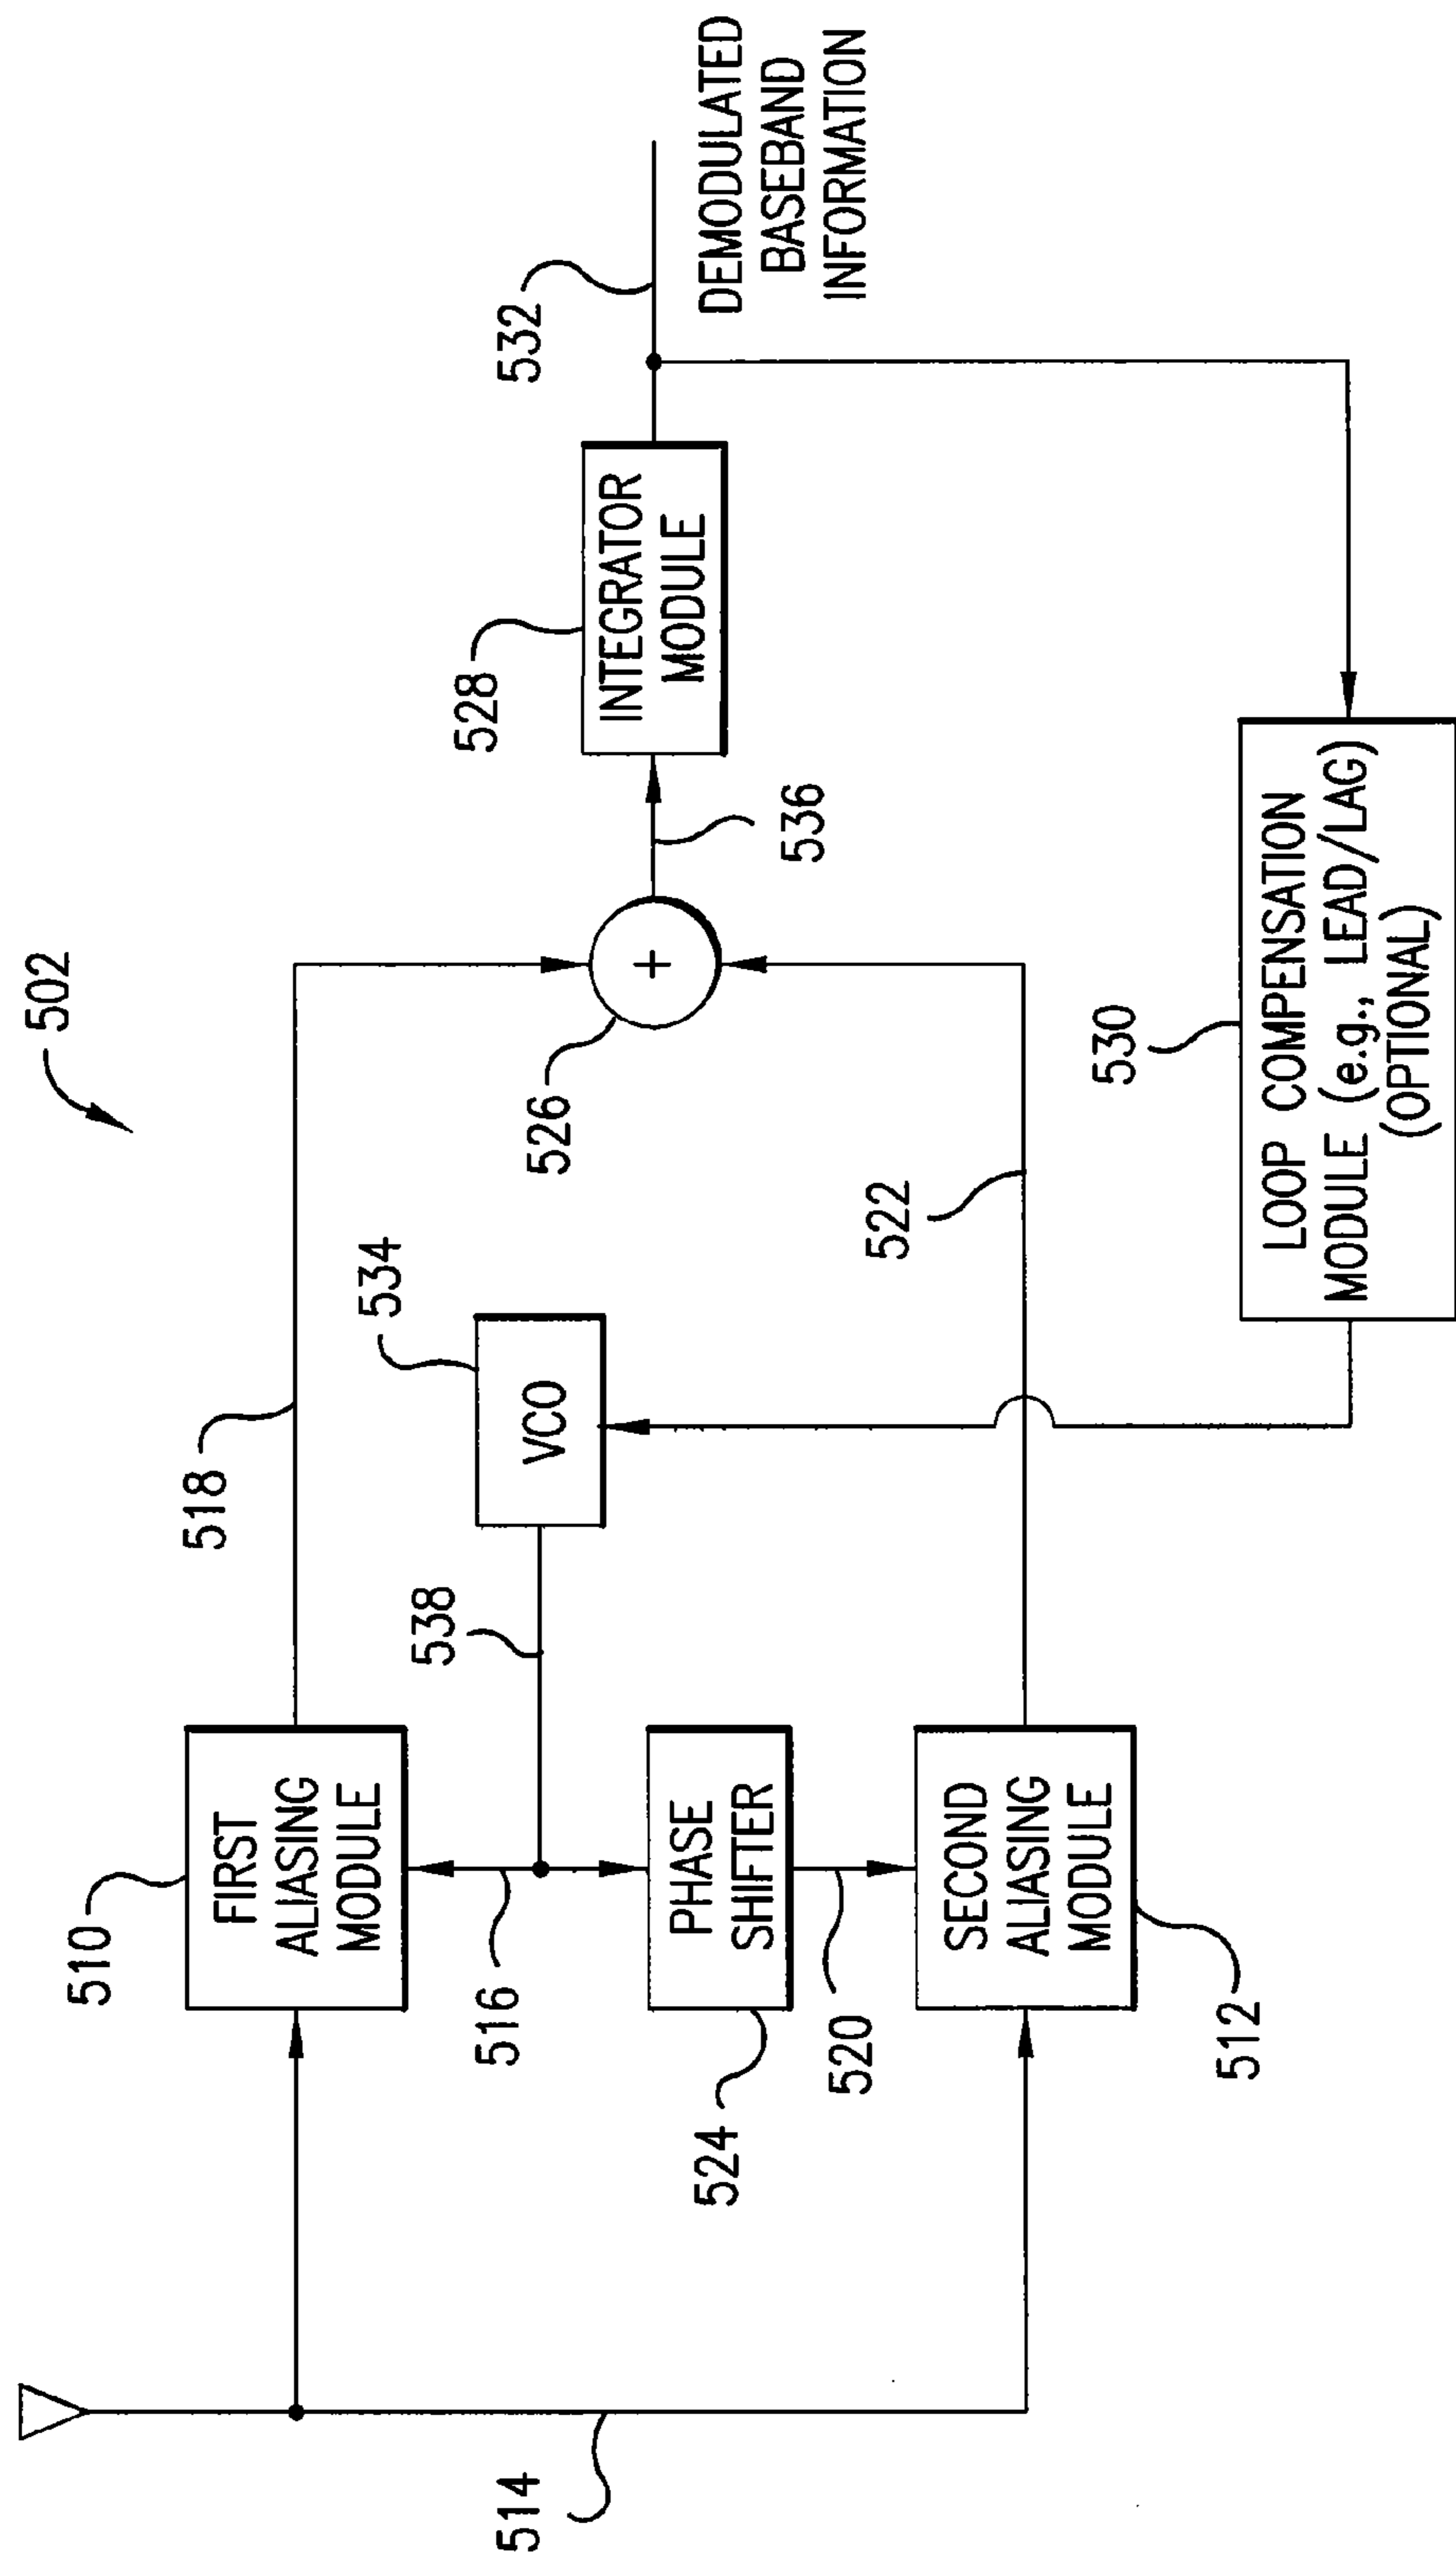 502
510
FIRST
ALIASING
MODULE
518
516
538
534
VCO
PHASE
SHIFTER
524
520
SECOND
ALIASING
MODULE
512
514
522
526
+
536
528
INTEGRATOR
MODULE
532
DEMODULATED
BASEBAND
INFORMATION
530
LOOP COMPENSATION
MODULE (e.g., LEAD/LAG)
(OPTIONAL)